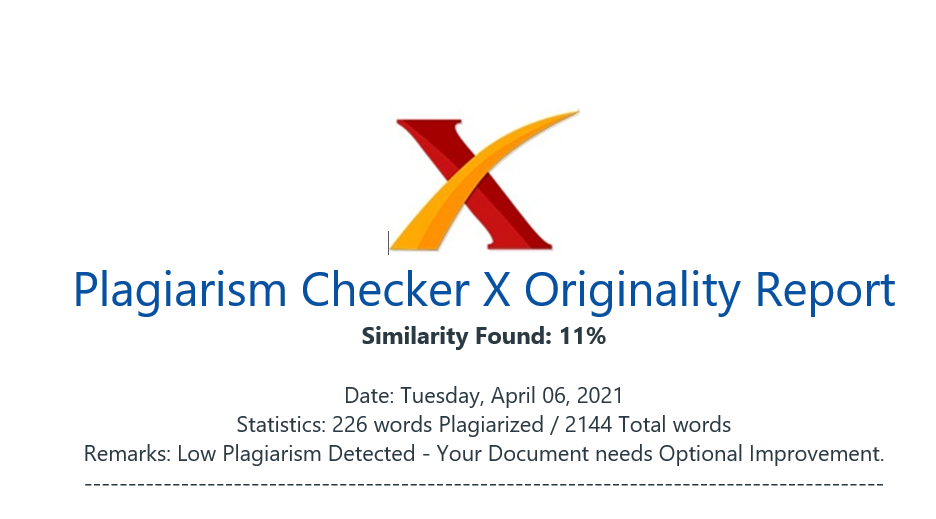 Plagiarism Checker X Originality Report
Similarity Found: 11%
Date: Tuesday, April 06, 2021
Statistics: 226 words Plagiarized / 2144 Total words
Remarks: Low Plagiarism Detected - Your Document needs Optional Improvement.
-------------------------------------------------------------------------------------------